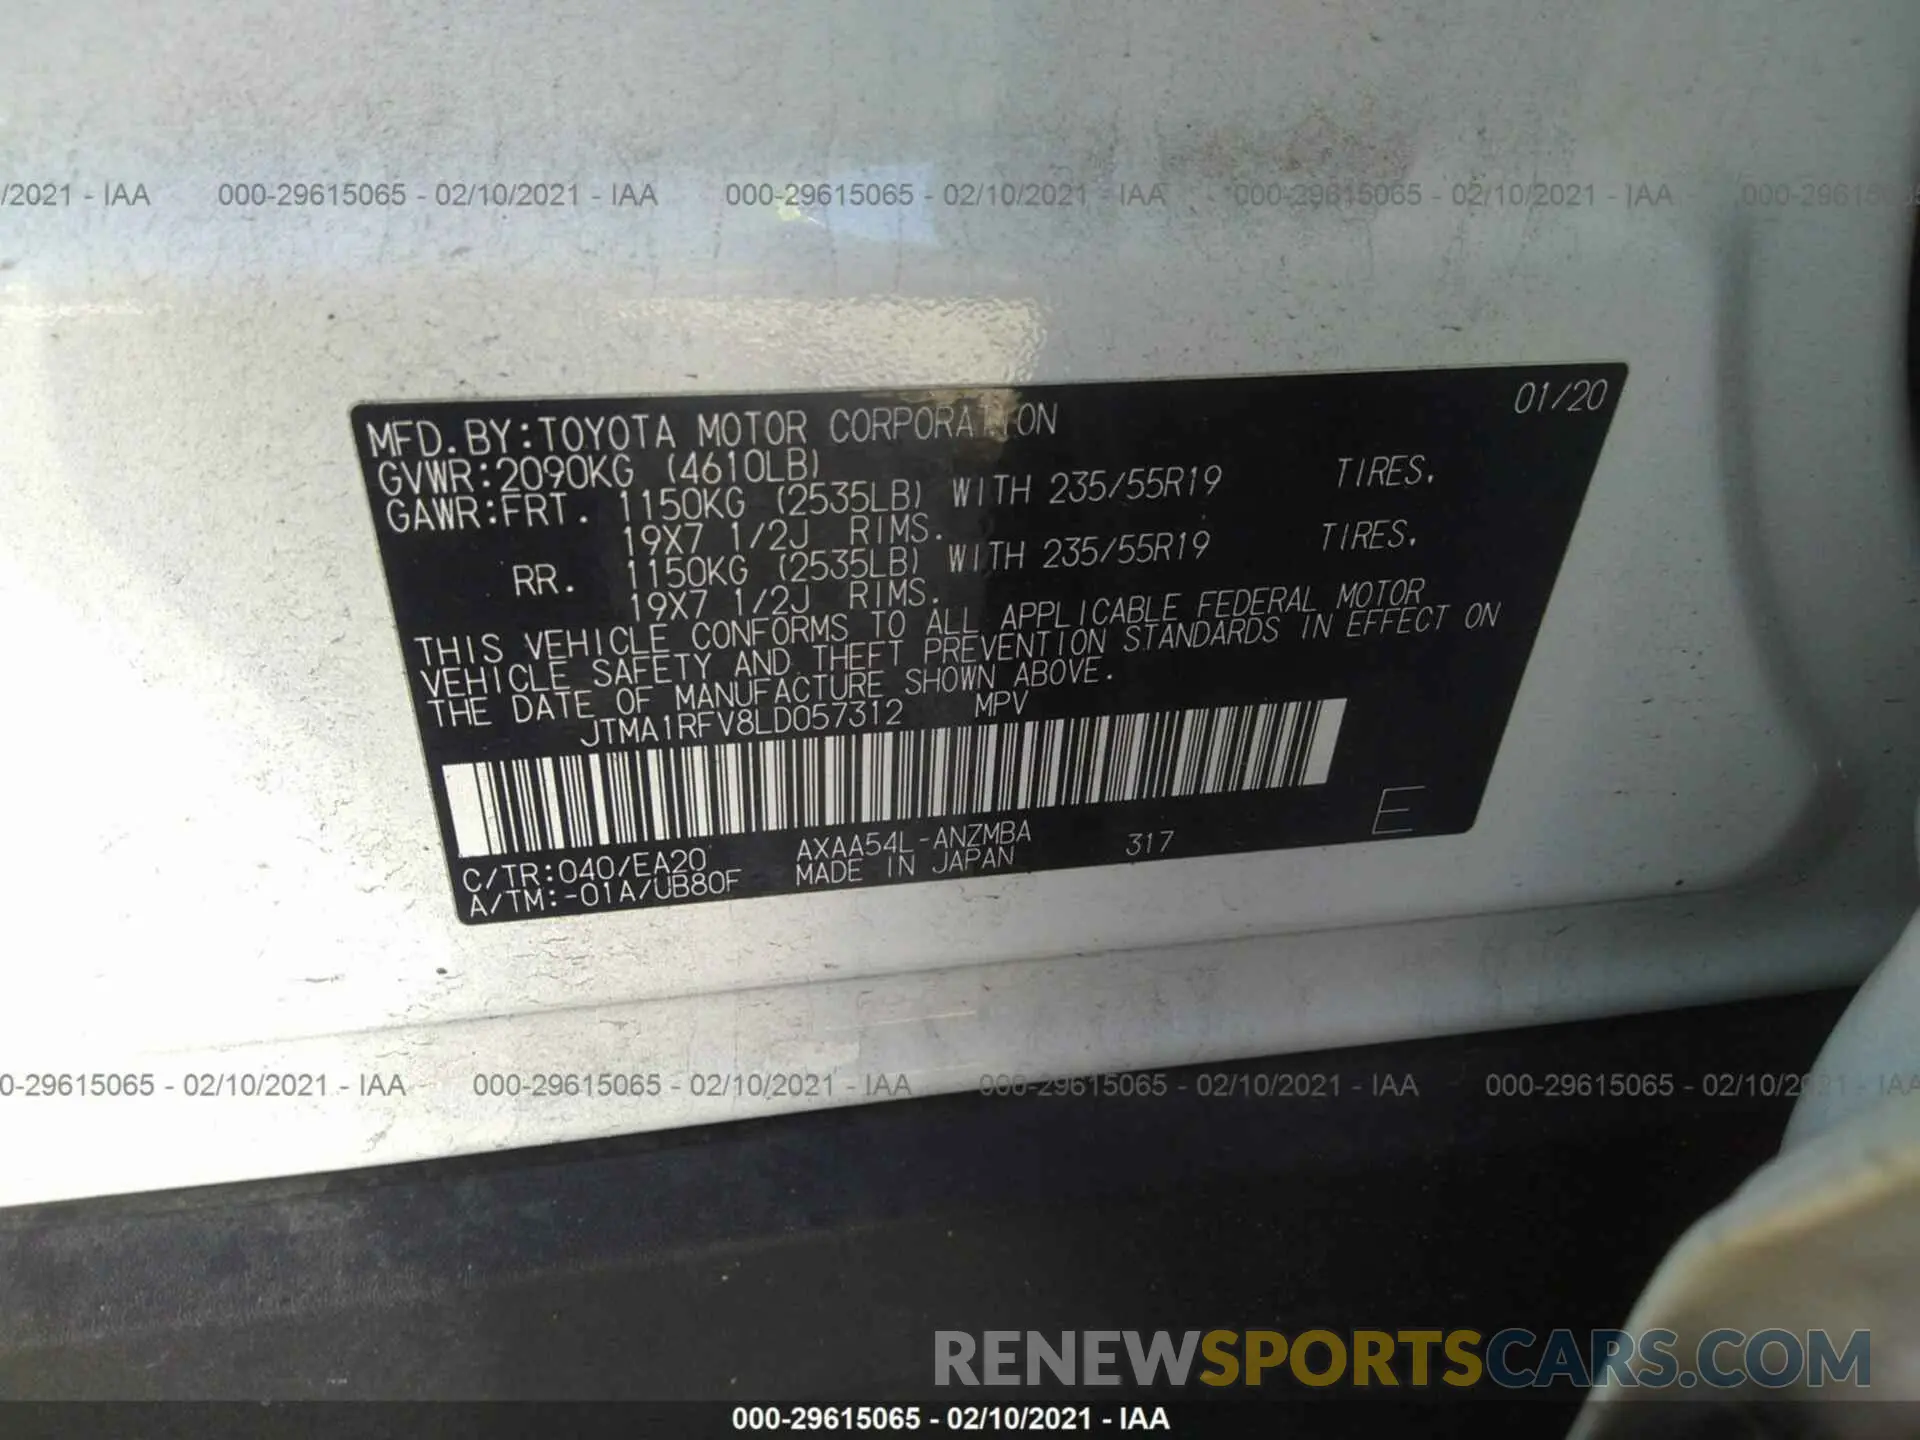 /2021 - IAA 000-29615065 - 02/10/2021 - IAA 000-29615065 - 02/10/2021 - IAA 000-29615065 - 02/10/2021 - IAA 000-29615065
01/20
MFD.BY:TOYOTA MOTOR CORPORATION
GVWR:2090KG (4610LB)
GAWR:FRT. 1150KG (2535LB) WITH 235/55R19 TIRES.
19X7 1/2J RIMS.
RR. 1150KG (2535LB) WITH 235/55R19 TIRES.
19X7 1/2J RIMS.
THIS VEHICLE CONFORMS TO ALL APPLICABLE FEDERAL MOTOR
VEHICLE SAFETY AND THEFT PREVENTION STANDARDS IN EFFECT ON
THE DATE OF MANUFACTURE SHOWN ABOVE.
JTMA1RFV8LD057312 MPV
C/TR:040/EA20 AXAA54L-ANZMBA 317 E
A/TM:-01A/UB80F MADE IN JAPAN
0-29615065 - 02/10/2021 - IAA 000-29615065 - 02/10/2021 - IAA 000-29615065 - 02/10/2021 - IAA 000-29615065 - 02/10/2021 - IAA
RENEWSPORTSCARS.COM
000-29615065 - 02/10/2021 - IAA